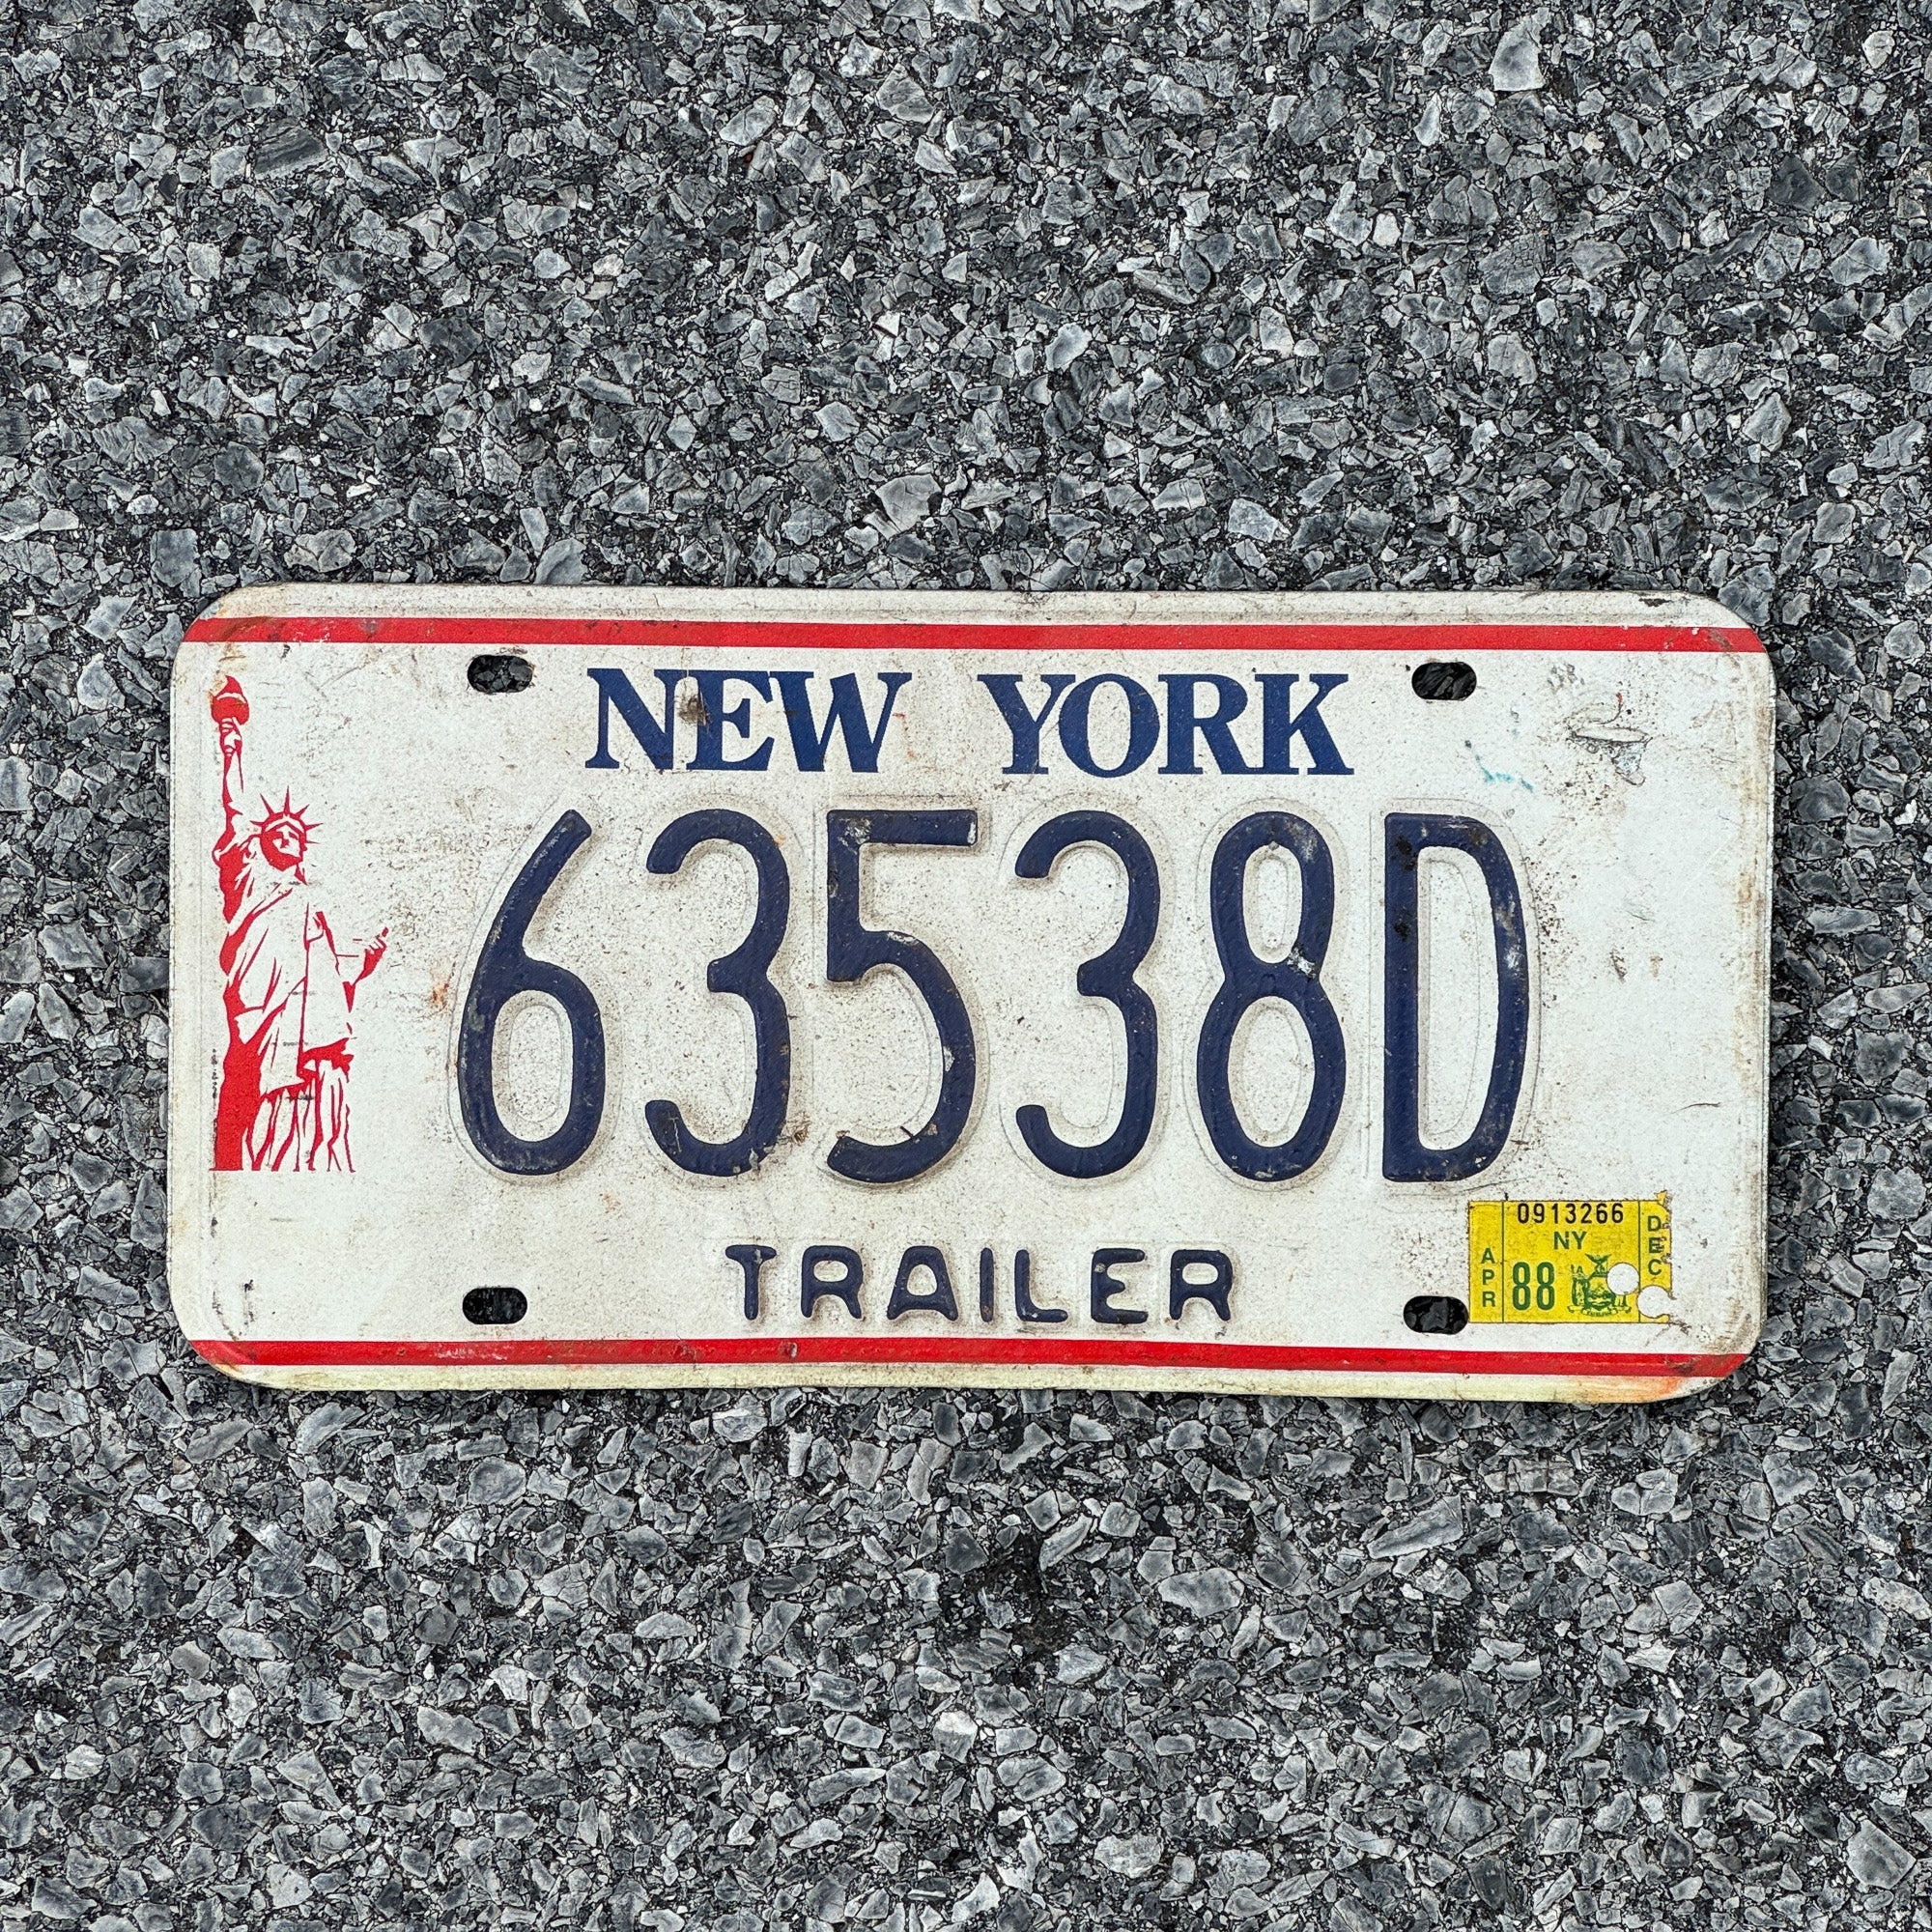 NEW YORK
63538D
TRAILER
0913266
NY
APR
88
DEC